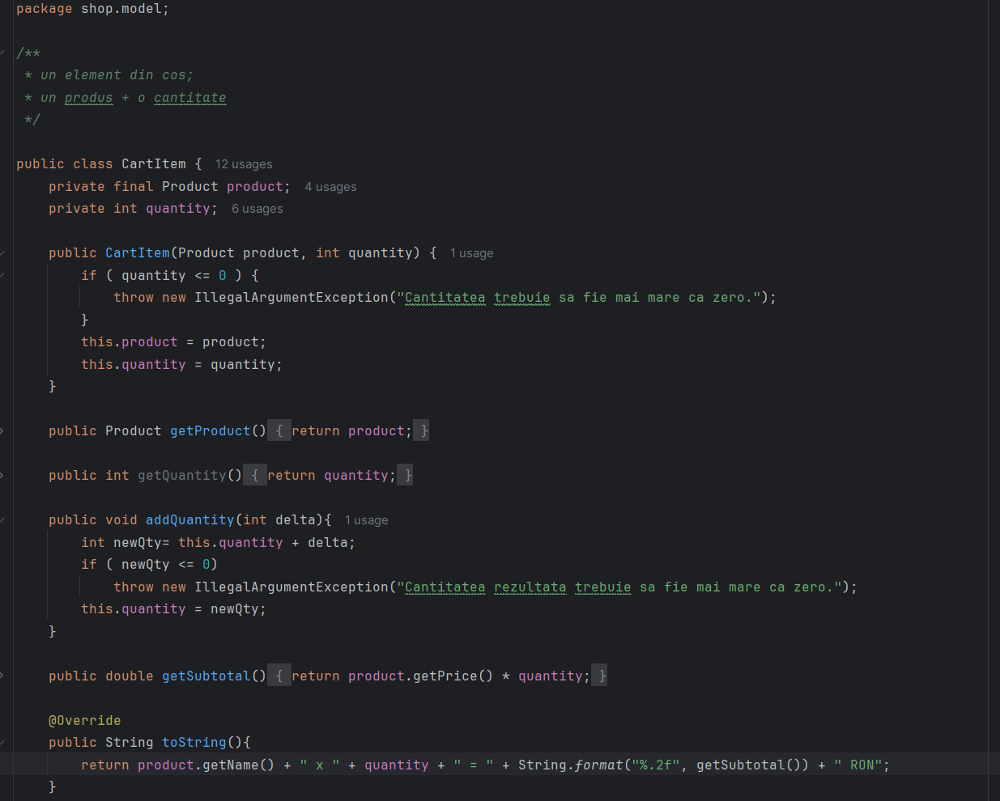 package shop.model;
/**
 * un element din cos;
 * un produs + o cantitate
 */
public class CartItem { 12 usages
    private final Product product; 4 usages
    private int quantity; 6 usages
    public CartItem(Product product, int quantity) { 1 usage
        if ( quantity <= 0 ) {
            throw new IllegalArgumentException("Cantitatea trebuie sa fie mai mare ca zero.");
        }
        this.product = product;
        this.quantity = quantity;
    }
    public Product getProduct() { return product; }
    public int getQuantity() { return quantity; }
    public void addQuantity(int delta){ 1 usage
        int newQty= this.quantity + delta;
        if ( newQty <= 0)
            throw new IllegalArgumentException("Cantitatea rezultata trebuie sa fie mai mare ca zero.");
        this.quantity = newQty;
    }
    public double getSubtotal() { return product.getPrice() * quantity; }
    @Override
    public String toString(){
        return product.getName() + " x " + quantity + " = " + String.format("%.2f", getSubtotal()) + " RON";
    }